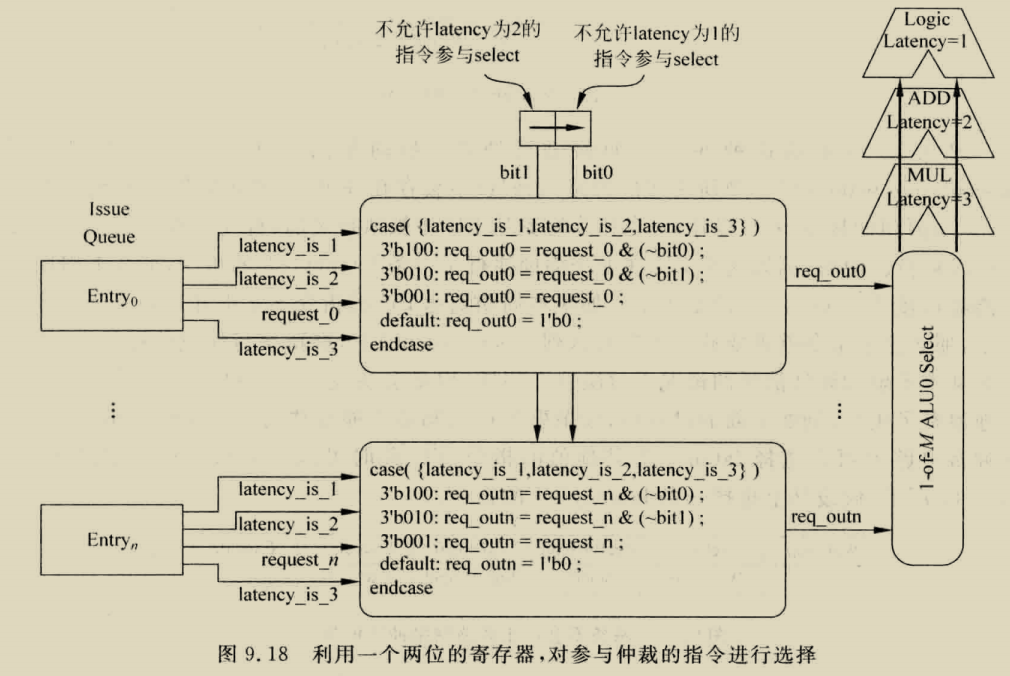 不允许latency为2的
指令参与select
不允许latency为1的
指令参与select
bit1
bit0
Logic
Latency=1
ADD
Latency=2
MUL
Latency=3
Issue
Queue
Entry0
latency_is_1
latency_is_2
request_0
latency_is_3
case( {latency_is_1,latency_is_2,latency_is_3} )
3'b100: req_out0 = request_0 & (~bit0) ;
3'b010: req_out0 = request_0 & (~bit1) ;
3'b001: req_out0 = request_0 ;
default: req_out0 = 1'b0 ;
endcase
req_out0
1-of-M ALU0 Select
⋮
⋮
Entryn
latency_is_1
latency_is_2
request_n
latency_is_3
case( {latency_is_1,latency_is_2,latency_is_3} )
3'b100: req_outn = request_n & (~bit0) ;
3'b010: req_outn = request_n & (~bit1) ;
3'b001; req_outn = request_n ;
default: req_outn = 1'b0 ;
endcase
req_outn
图 9.18 利用一个两位的寄存器,对参与仲裁的指令进行选择